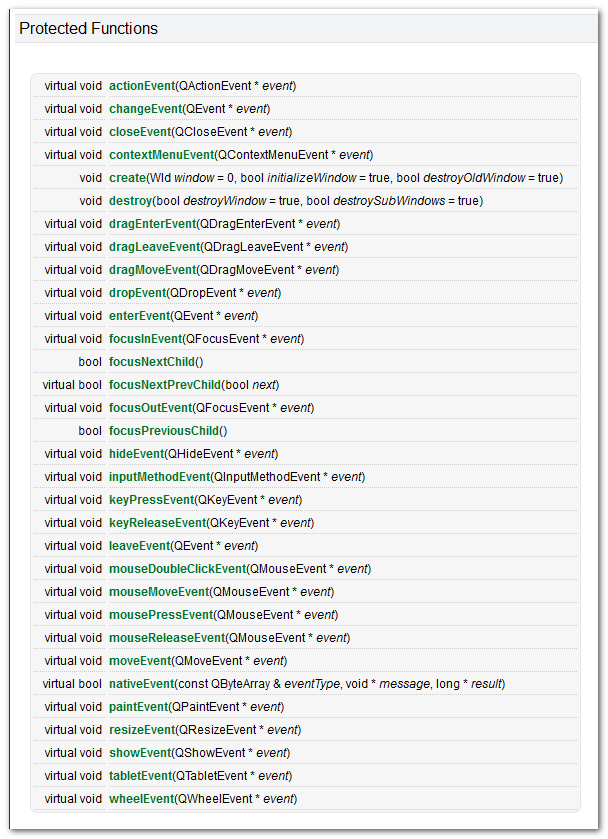 Protected Functions
virtual void actionEvent(QActionEvent * event)
virtual void changeEvent(QEvent * event)
virtual void closeEvent(QCloseEvent * event)
virtual void contextMenuEvent(QContextMenuEvent * event)
void create(WId window = 0, bool initializeWindow = true, bool destroyOldWindow = true)
void destroy(bool destroyWindow = true, bool destroySubWindows = true)
virtual void dragEnterEvent(QDragEnterEvent * event)
virtual void dragLeaveEvent(QDragLeaveEvent * event)
virtual void dragMoveEvent(QDragMoveEvent * event)
virtual void dropEvent(QDropEvent * event)
virtual void enterEvent(QEvent * event)
virtual void focusInEvent(QFocusEvent * event)
bool focusNextChild()
virtual bool focusNextPrevChild(bool next)
virtual void focusOutEvent(QFocusEvent * event)
bool focusPreviousChild()
virtual void hideEvent(QHideEvent * event)
virtual void inputMethodEvent(QInputMethodEvent * event)
virtual void keyPressEvent(QKeyEvent * event)
virtual void keyReleaseEvent(QKeyEvent * event)
virtual void leaveEvent(QEvent * event)
virtual void mouseDoubleClickEvent(QMouseEvent * event)
virtual void mouseMoveEvent(QMouseEvent * event)
virtual void mousePressEvent(QMouseEvent * event)
virtual void mouseReleaseEvent(QMouseEvent * event)
virtual void moveEvent(QMoveEvent * event)
virtual bool nativeEvent(const QByteArray & eventType, void * message, long * result)
virtual void paintEvent(QPaintEvent * event)
virtual void resizeEvent(QResizeEvent * event)
virtual void showEvent(QShowEvent * event)
virtual void tabletEvent(QTabletEvent * event)
virtual void wheelEvent(QWheelEvent * event)